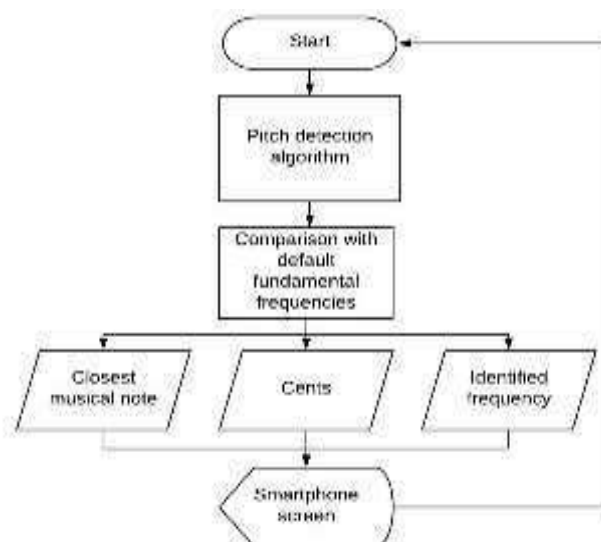 Start
Pitch detection
algorithm
Comparison with
default
fundamental
frequencies
Closest
musical note
Cents
Identified
frequency
Smartphone
screen